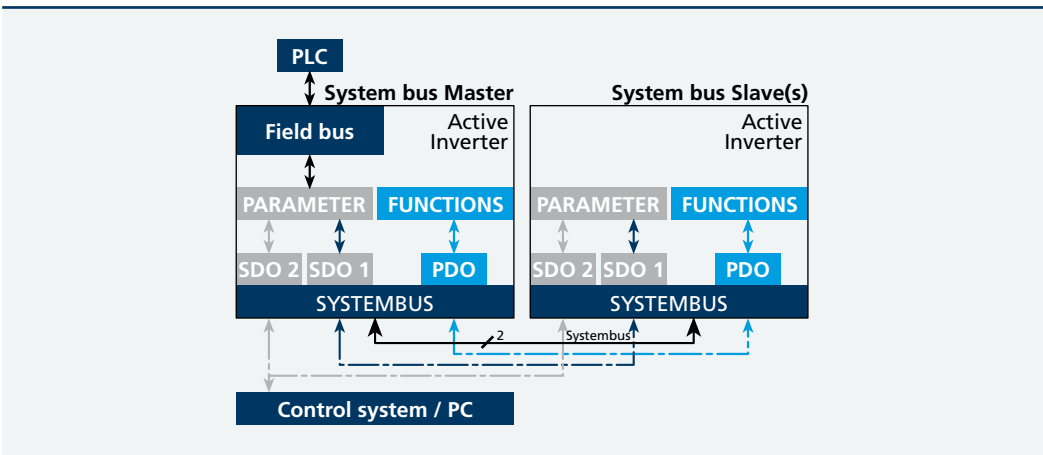 PLC
System bus Master
System bus Slave(s)
Field bus
Active
Inverter
Active
Inverter
PARAMETER
FUNCTIONS
PARAMETER
FUNCTIONS
SDO 2
SDO 1
PDO
SDO 2
SDO 1
PDO
SYSTEMBUS
SYSTEMBUS
2
Systembus
Control system / PC